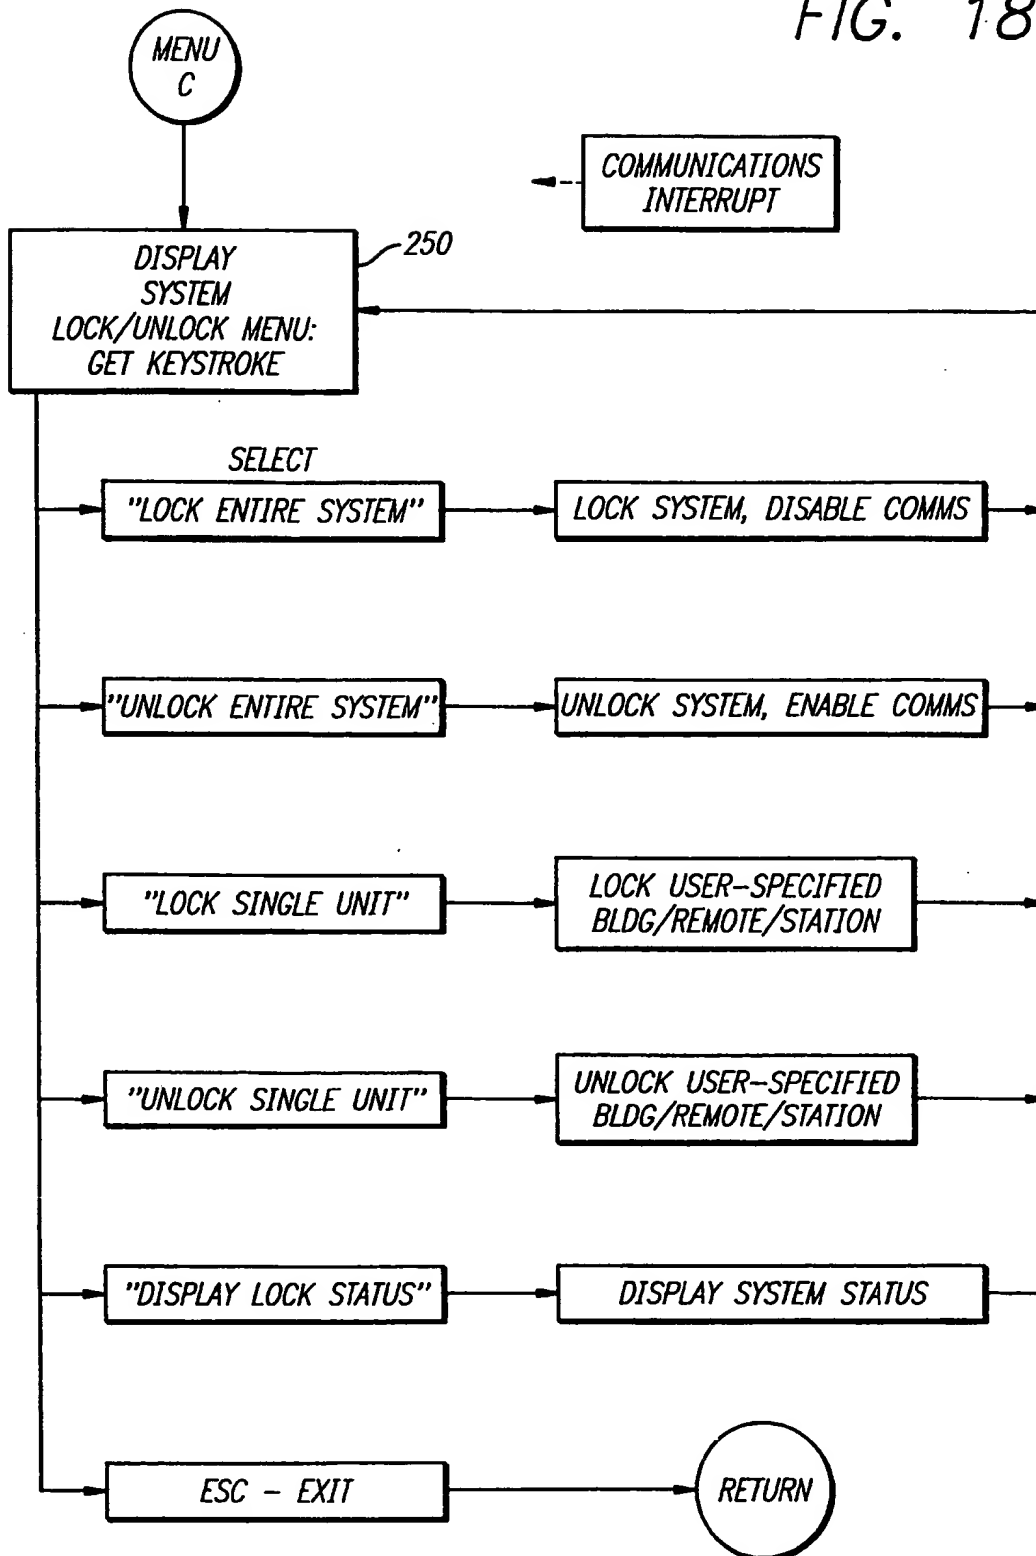 FIG. 18
MENU
C
COMMUNICATIONS
INTERRUPT
250
DISPLAY
SYSTEM
LOCK/UNLOCK MENU:
GET KEYSTROKE
SELECT
"LOCK ENTIRE SYSTEM"
LOCK SYSTEM, DISABLE COMMS
"UNLOCK ENTIRE SYSTEM"
UNLOCK SYSTEM, ENABLE COMMS
"LOCK SINGLE UNIT"
LOCK USER-SPECIFIED
BLDG/REMOTE/STATION
"UNLOCK SINGLE UNIT"
UNLOCK USER-SPECIFIED
BLDG/REMOTE/STATION
"DISPLAY LOCK STATUS"
DISPLAY SYSTEM STATUS
ESC - EXIT
RETURN